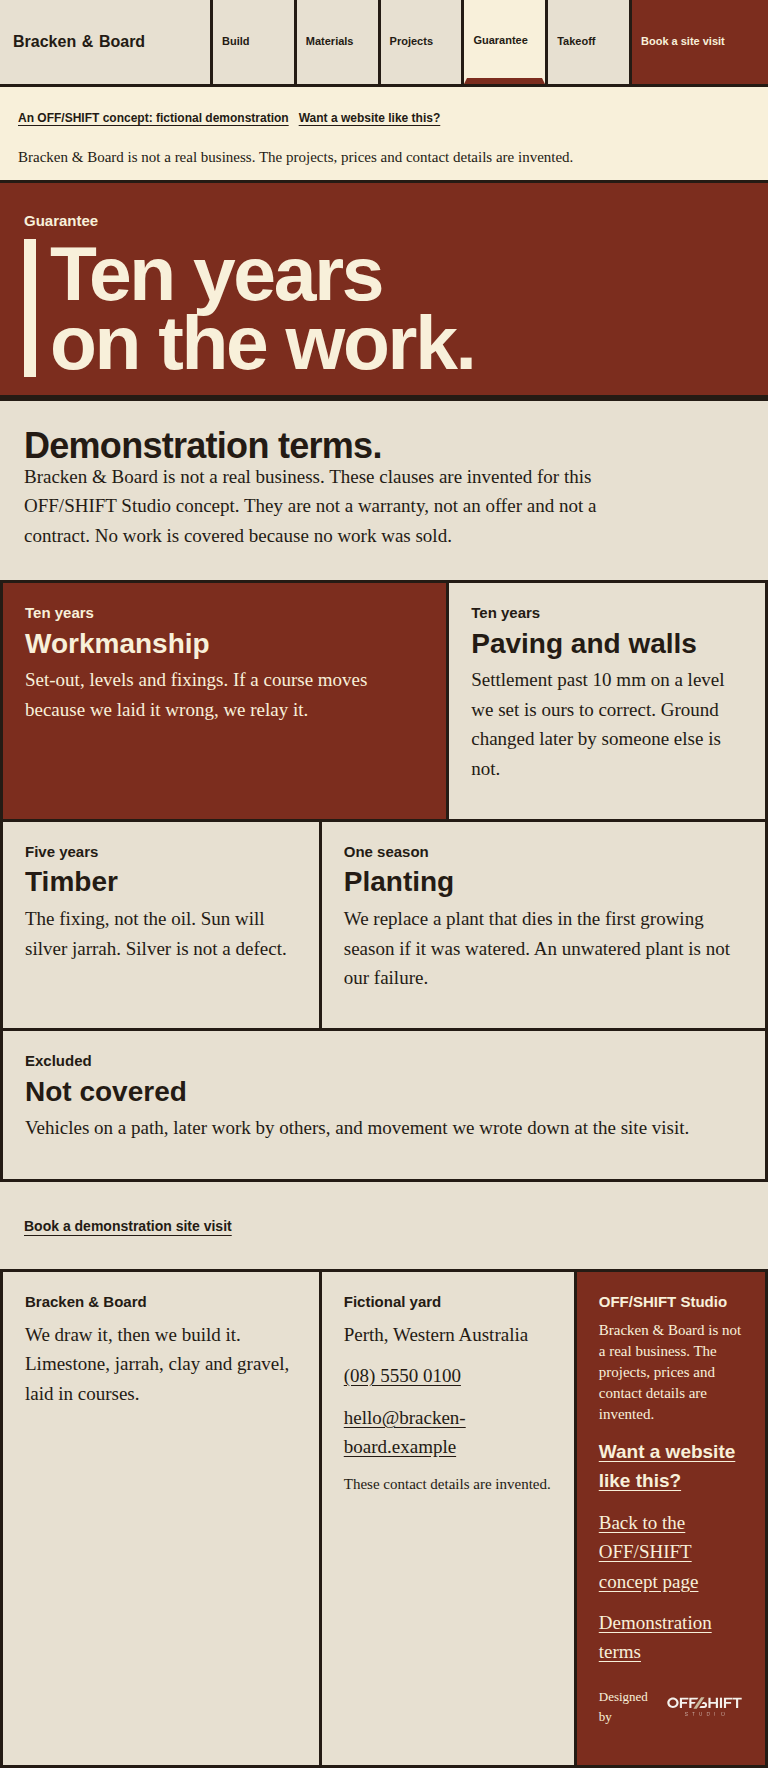 Bracken & Board
Build
Materials
Projects
Guarantee
Takeoff
Book a site visit
An OFF/SHIFT concept: fictional demonstration Want a website like this?
Bracken & Board is not a real business. The projects, prices and contact details are invented.
Guarantee
Ten years
on the work.
Demonstration terms.
Bracken & Board is not a real business. These clauses are invented for this
OFF/SHIFT Studio concept. They are not a warranty, not an offer and not a
contract. No work is covered because no work was sold.
Ten years
Workmanship
Set-out, levels and fixings. If a course moves
because we laid it wrong, we relay it.
Ten years
Paving and walls
Settlement past 10 mm on a level
we set is ours to correct. Ground
changed later by someone else is
not.
Five years
Timber
The fixing, not the oil. Sun will
silver jarrah. Silver is not a defect.
One season
Planting
We replace a plant that dies in the first growing
season if it was watered. An unwatered plant is not
our failure.
Excluded
Not covered
Vehicles on a path, later work by others, and movement we wrote down at the site visit.
Book a demonstration site visit
Bracken & Board
We draw it, then we build it.
Limestone, jarrah, clay and gravel,
laid in courses.
Fictional yard
Perth, Western Australia
(08) 5550 0100
hello@bracken-
board.example
These contact details are invented.
OFF/SHIFT Studio
Bracken & Board is not
a real business. The
projects, prices and
contact details are
invented.
Want a website
like this?
Back to the
OFF/SHIFT
concept page
Demonstration
terms
Designed
by
OFF/SHIFT
STUDIO